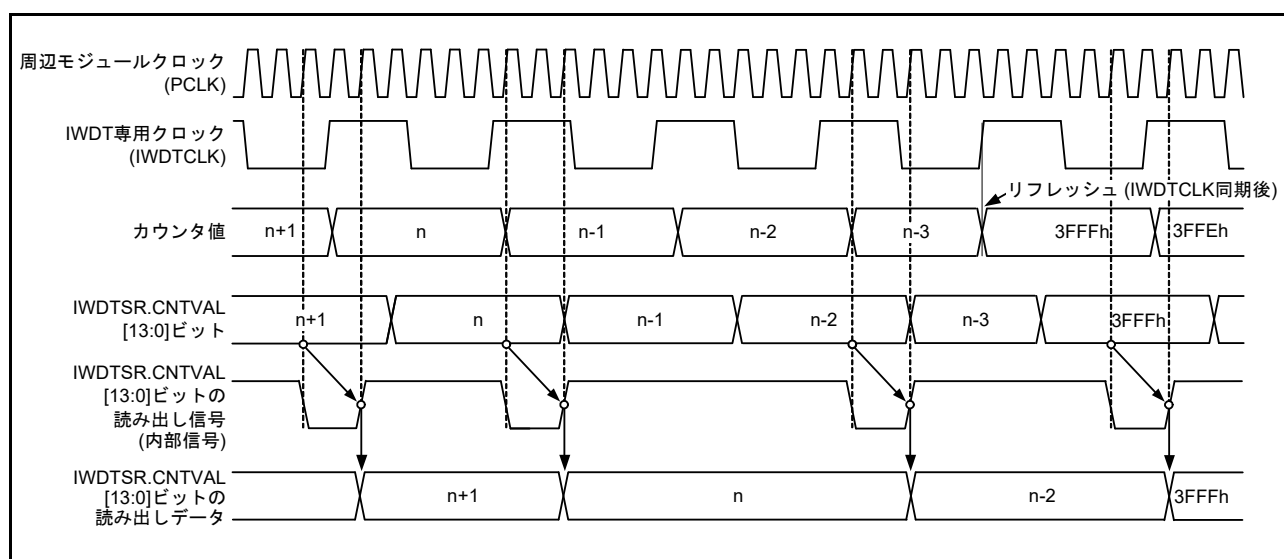 周辺モジュールクロック
(PCLK)
IWDT専用クロック
(IWDTCLK)
リフレッシュ (IWDTCLK同期後)
カウンタ値
n+1
n
n-1
n-2
n-3
3FFFh
3FFEh
IWDTSR.CNTVAL
[13:0]ビット
n+1
n
n-1
n-2
n-3
3FFFh
IWDTSR.CNTVAL
[13:0]ビットの
読み出し信号
(内部信号)
IWDTSR.CNTVAL
[13:0]ビットの
読み出しデータ
n+1
n
n-2
3FFFh